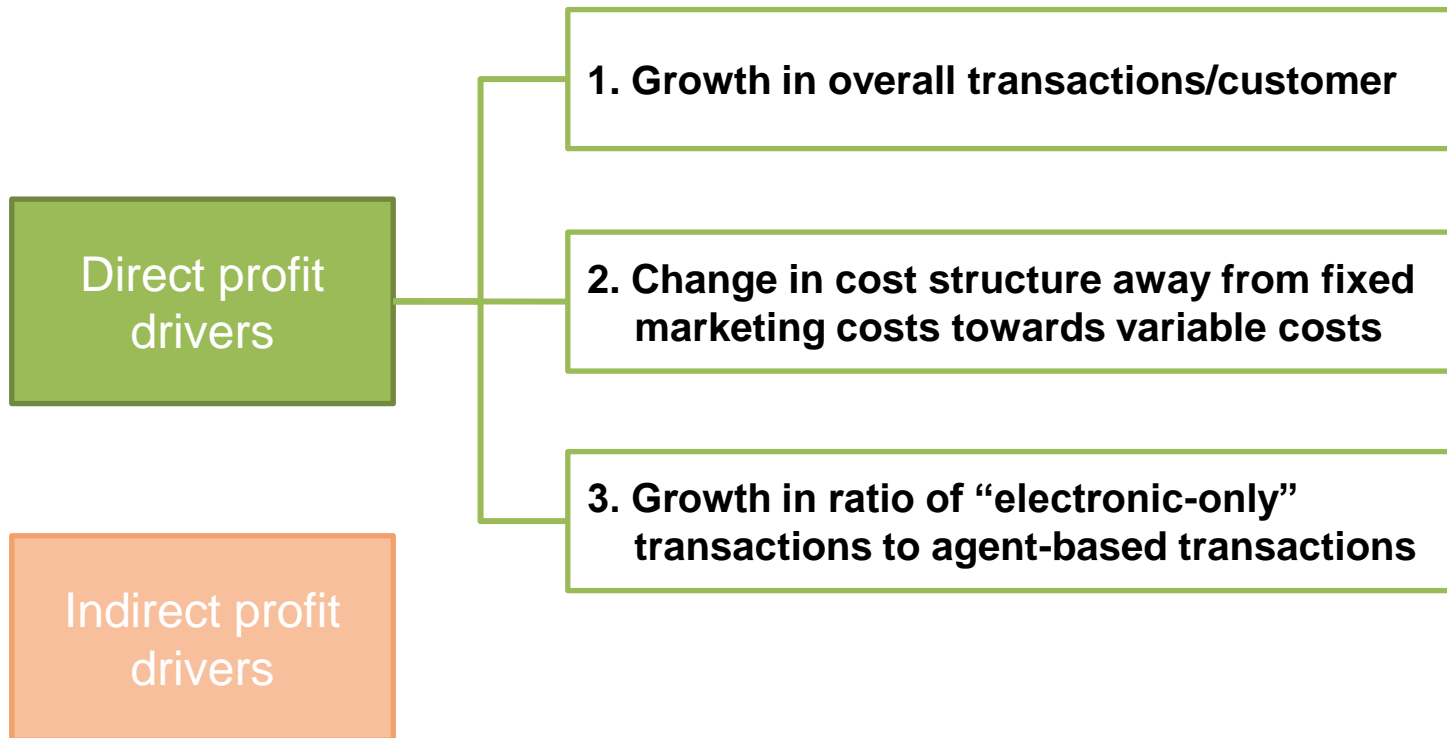 Direct profit
drivers
1. Growth in overall transactions/customer
2. Change in cost structure away from fixed
marketing costs towards variable costs
3. Growth in ratio of “electronic-only”
transactions to agent-based transactions
Indirect profit
drivers